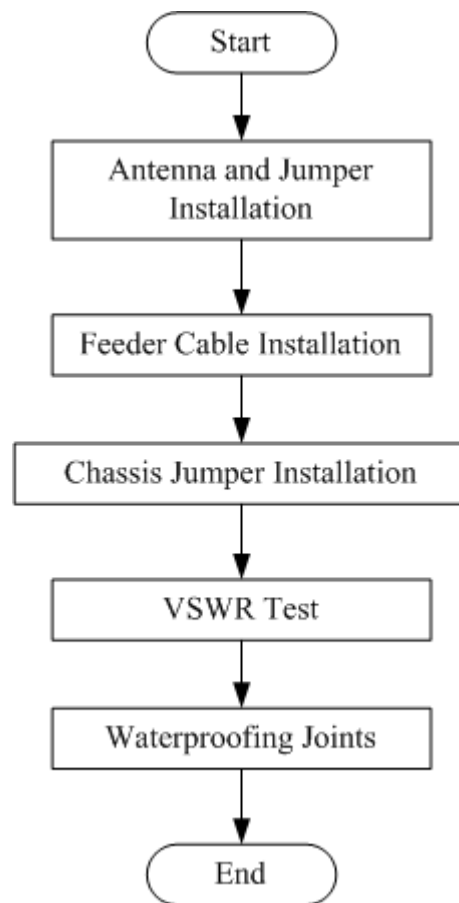 Start
Antenna and Jumper
Installation
Feeder Cable Installation
Chassis Jumper Installation
VSWR Test
Waterproofing Joints
End